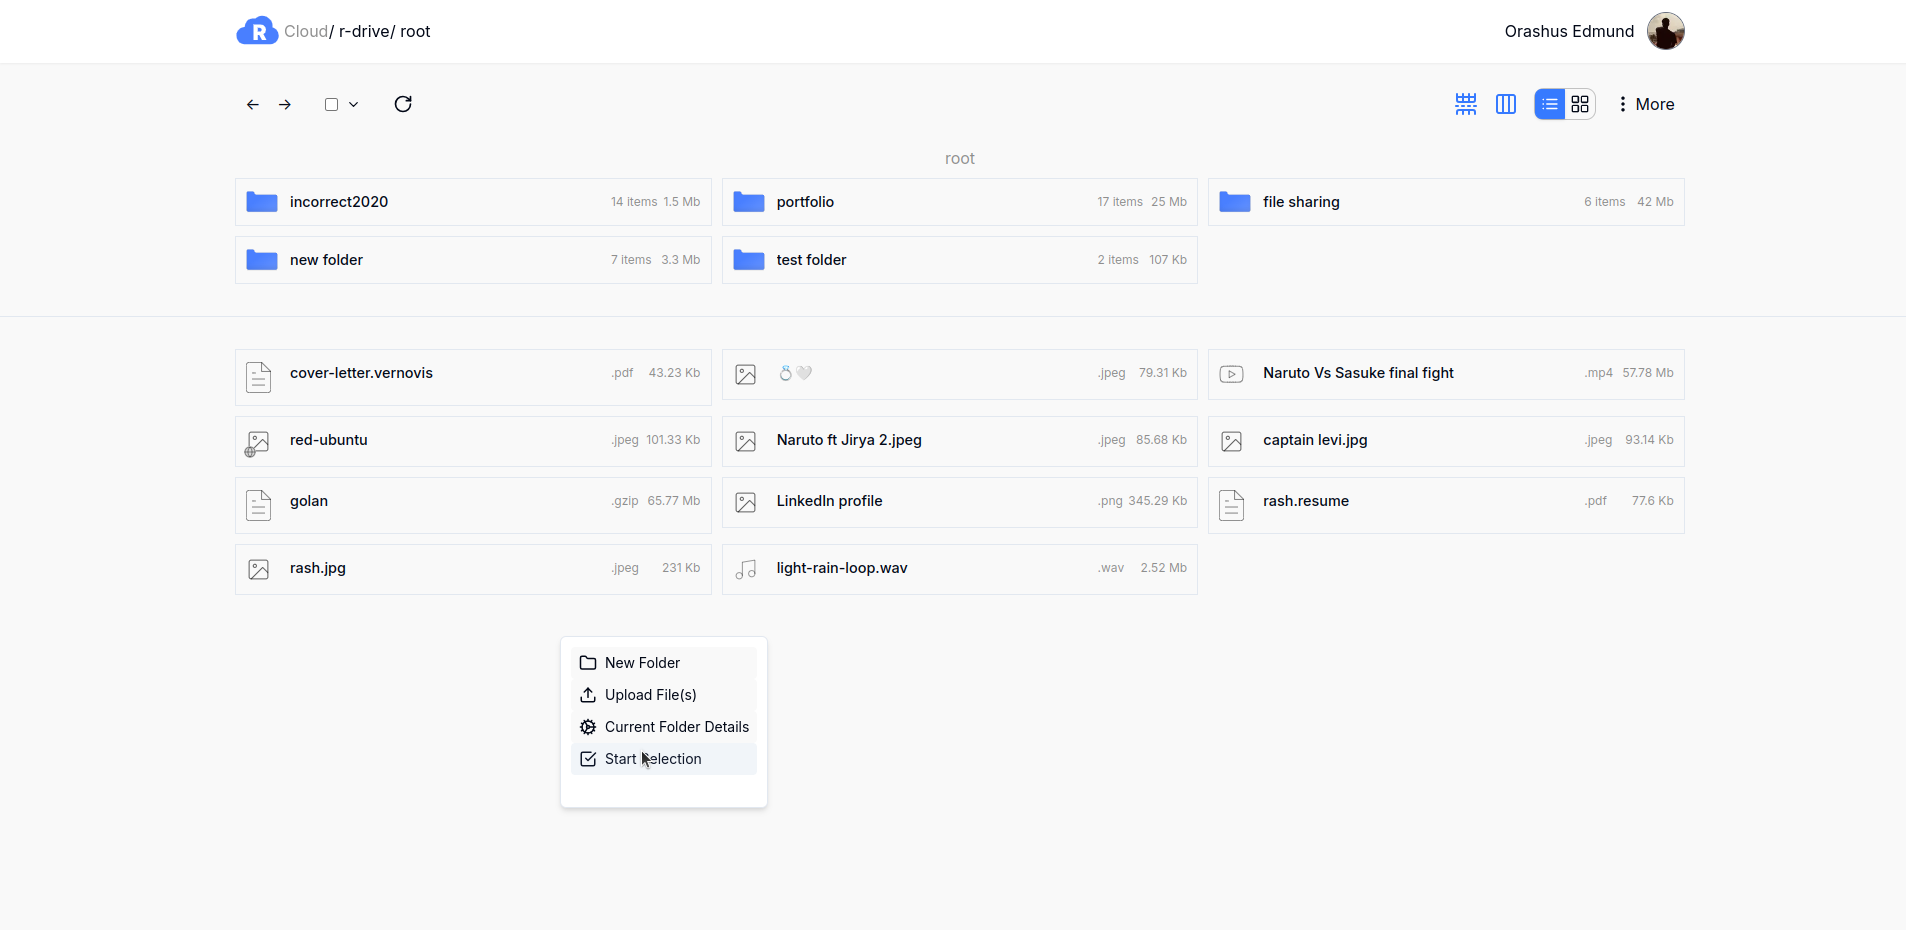 R Cloud/ r-drive/ root
Orashus Edmund
More
root
incorrect2020 14 items 1.5 Mb
portfolio 17 items 25 Mb
file sharing 6 items 42 Mb
new folder 7 items 3.3 Mb
test folder 2 items 107 Kb
cover-letter.vernovis .pdf 43.23 Kb
💍🤍 .jpeg 79.31 Kb
Naruto Vs Sasuke final fight .mp4 57.78 Mb
red-ubuntu .jpeg 101.33 Kb
Naruto ft Jirya 2.jpeg .jpeg 85.68 Kb
captain levi.jpg .jpeg 93.14 Kb
golan .gzip 65.77 Mb
LinkedIn profile .png 345.29 Kb
rash.resume .pdf 77.6 Kb
rash.jpg .jpeg 231 Kb
light-rain-loop.wav .wav 2.52 Mb
New Folder
Upload File(s)
Current Folder Details
Start Selection